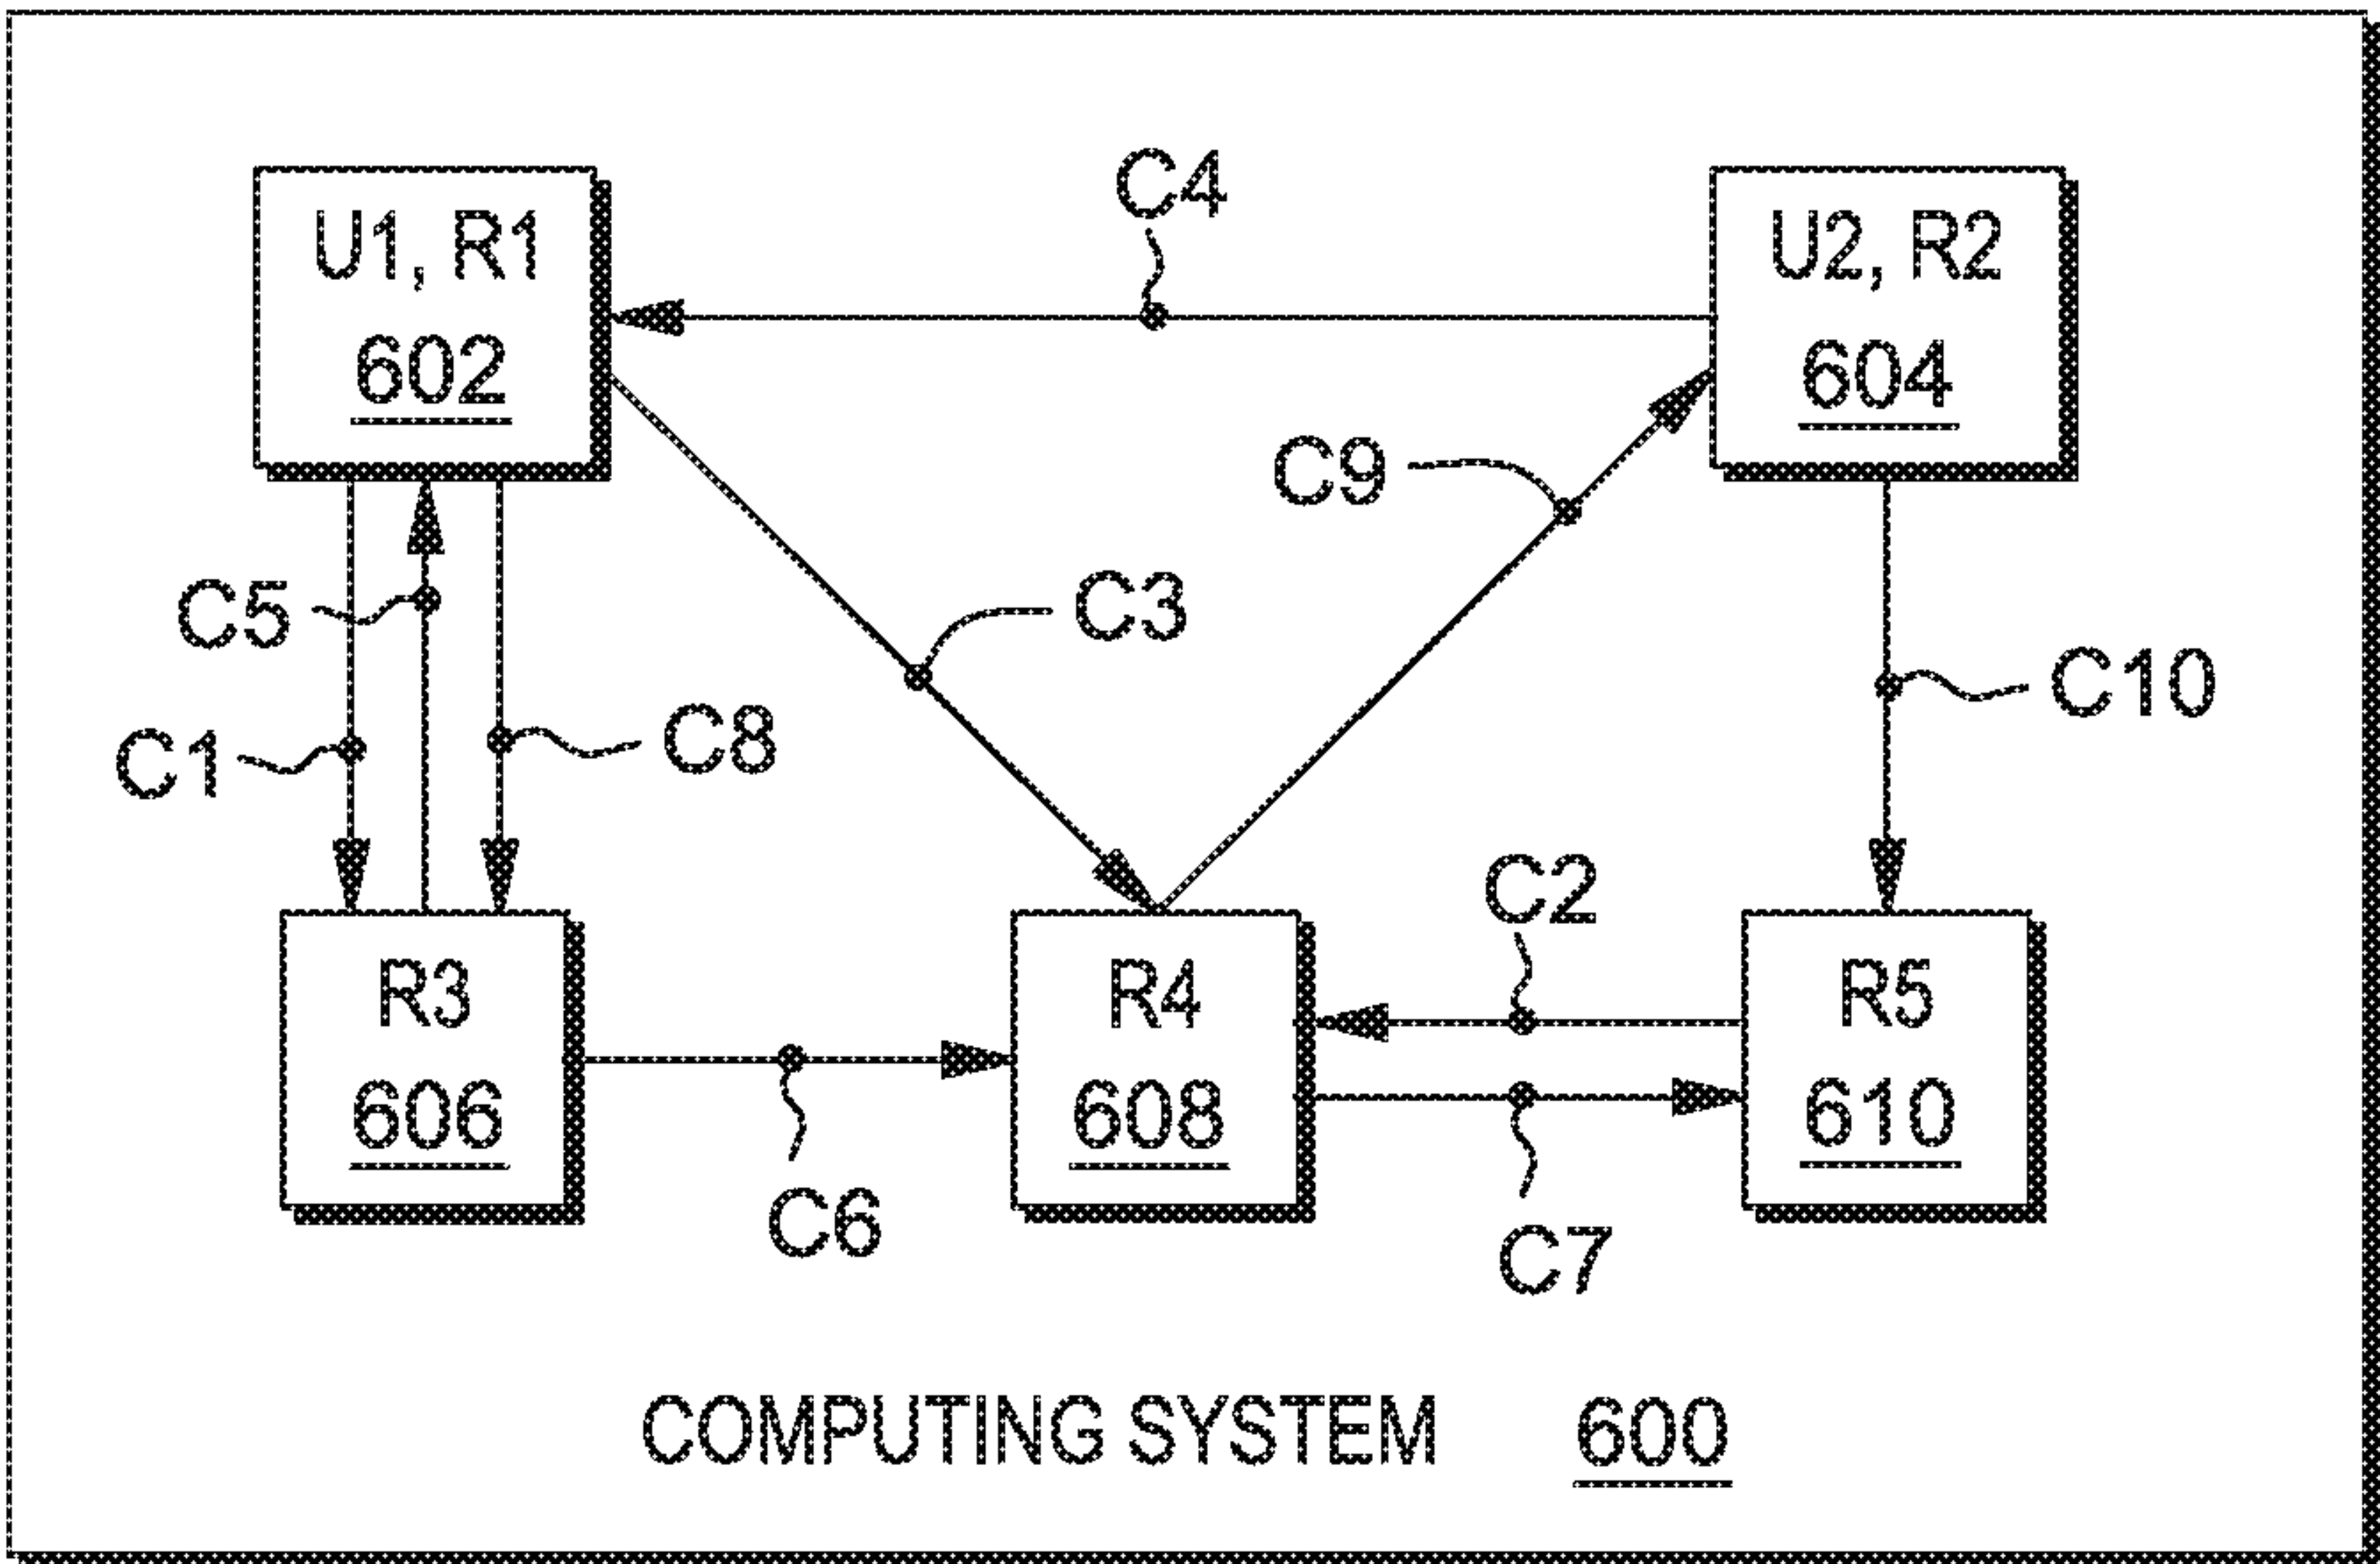 C4
U1, R1
602
U2, R2
604
C9
C5
C3
C1
C8
C10
C2
R3
606
R4
608
R5
610
C6
C7
COMPUTING SYSTEM 600